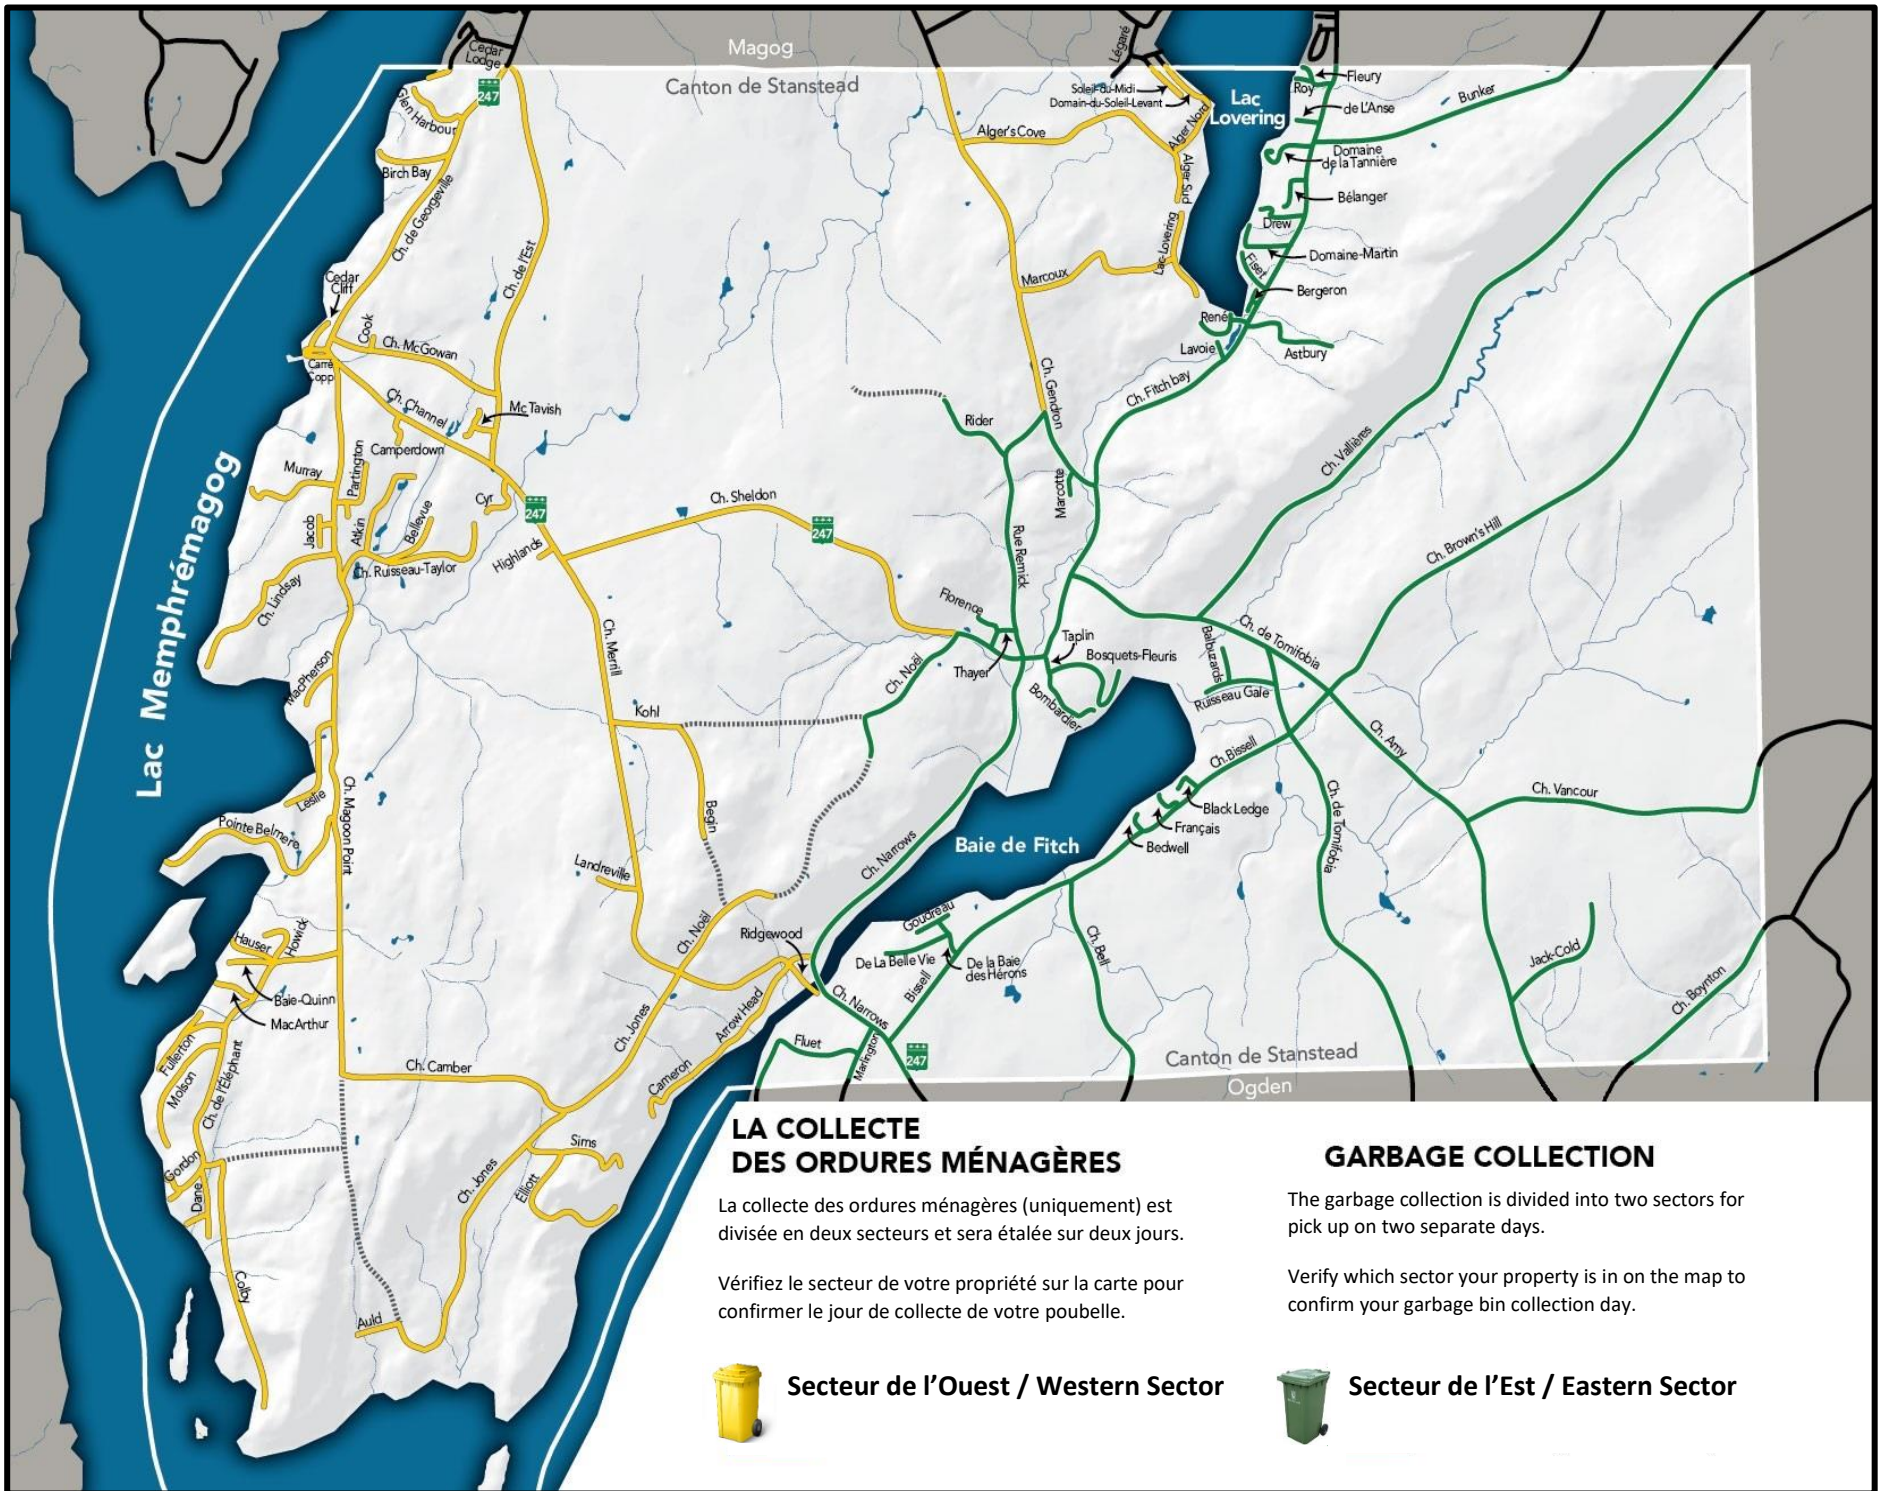 Magog
Canton de Stanstead
Cedar
Lodge
247
Glen Harbour
Birch Bay
Ch. de Georgeville
Ch. de l'Est
Cedar
Cliff
Cook
Ch. McGowan
Carré
Copp
Ch. Channel
Mc Tavish
Camperdown
Murray
Partington
Jacob
Atkin
Bellevue
Cyr
247
Highlands
Ch. Ruisseau-Taylor
Ch. Lindsay
MacPherson
Leslie
Pointe Belmere
Ch. Magoon Point
Lac Memphrémagog
Hauser
Howick
Baie-Quinn
MacArthur
Fullerton
Molson
Ch. de l'Éléphant
Gordon
Dane
Colby
Auld
Ch. Camber
Ch. Jones
Ch. Jones
Sims
Elliott
Cameron
Arrow Head
Ridgewood
Ch. Noël
Landreville
Begin
Kohl
Ch. Merrill
Ch. Sheldon
247
Légaré
Soleil-du-Midi
Domain-du-Soleil-Levant
Alger's Cove
Alger Nord
Alger Sud
Lac-Lovering
Marcoux
Ch. Gendron
Lac
Lovering
Fleury
Roy
de L'Anse
Bunker
Domaine
de la Tannière
Bélanger
Drew
Domaine-Martin
Fiset
Bergeron
René
Lavoie
Astbury
Ch. Fitch bay
Rider
Marcotte
Rue Remick
Florence
Thayer
Ch. Noël
Taplin
Bosquets-Fleuris
Bombardier
Ch. Vallières
Ch. Brown's Hill
Ch. de Tomifobia
Balbuzards
Ruisseau Gale
Ch. Bissell
Ch. Amy
Ch. Vancour
Ch. de Tomifobia
Black Ledge
Français
Bedwell
Baie de Fitch
Ch. Narrows
Goudreau
De La Belle Vie
De la Baie
des Hérons
Bissell
Ch. Bell
Jack-Cold
Ch. Boynton
Ch. Narrows
Fluet
Marlington
247
Canton de Stanstead
Ogden
LA COLLECTE
DES ORDURES MÉNAGÈRES
La collecte des ordures ménagères (uniquement) est
divisée en deux secteurs et sera étalée sur deux jours.
Vérifiez le secteur de votre propriété sur la carte pour
confirmer le jour de collecte de votre poubelle.
Secteur de l'Ouest / Western Sector
GARBAGE COLLECTION
The garbage collection is divided into two sectors for
pick up on two separate days.
Verify which sector your property is in on the map to
confirm your garbage bin collection day.
Secteur de l'Est / Eastern Sector